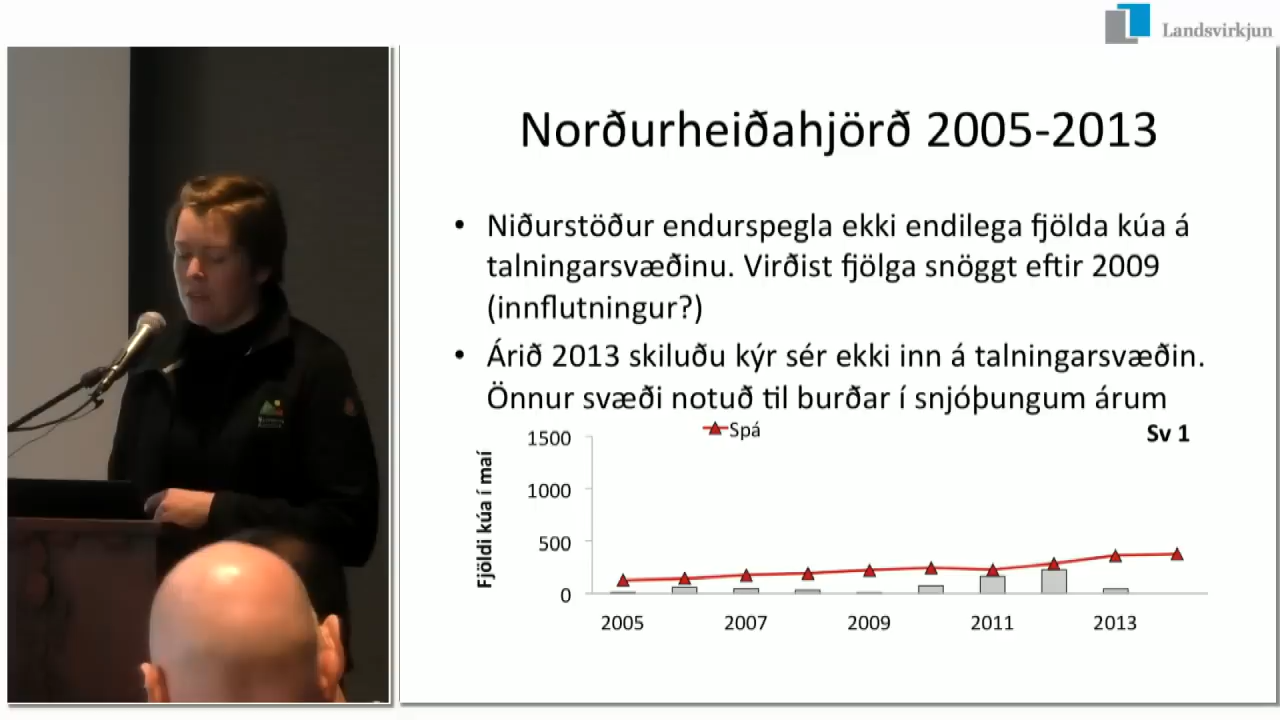 Landsvirkjun
Norðurheiðahjörð 2005-2013
• Niðurstöður endurspegla ekki endilega fjölda kúa á
talningarsvæðinu. Virðist fjölga snöggt eftir 2009
(innflutningur?)
• Árið 2013 skiluðu kýr sér ekki inn á talningarsvæðin.
Önnur svæði notuð til burðar í snjóþungum árum
Spá
Sv 1
Fjöldi kúa í maí
1500
1000
500
0
2005 2007 2009 2011 2013